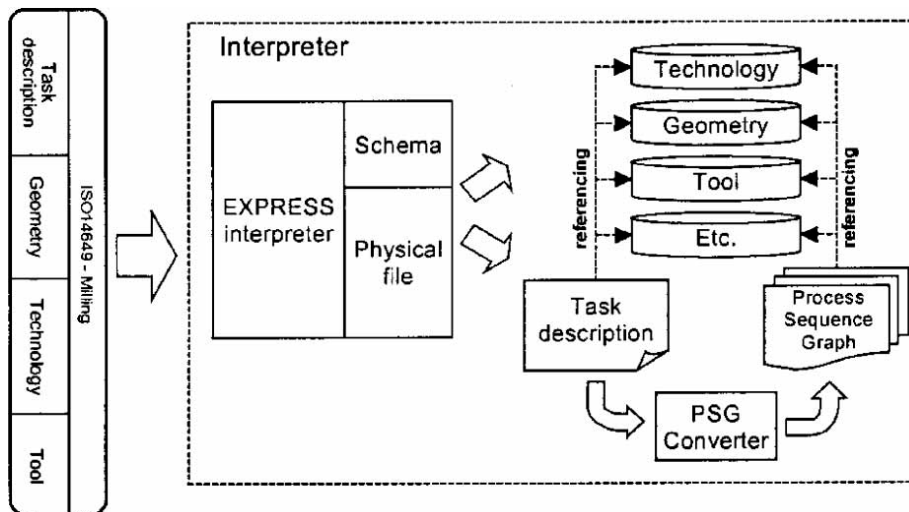 Task
description
Geometry
Technology
Tool
ISO14649 - Milling
Interpreter
EXPRESS
interpreter
Schema
Physical
file
Technology
Geometry
Tool
Etc.
referencing
referencing
Task
description
Process
Sequence
Graph
PSG
Converter